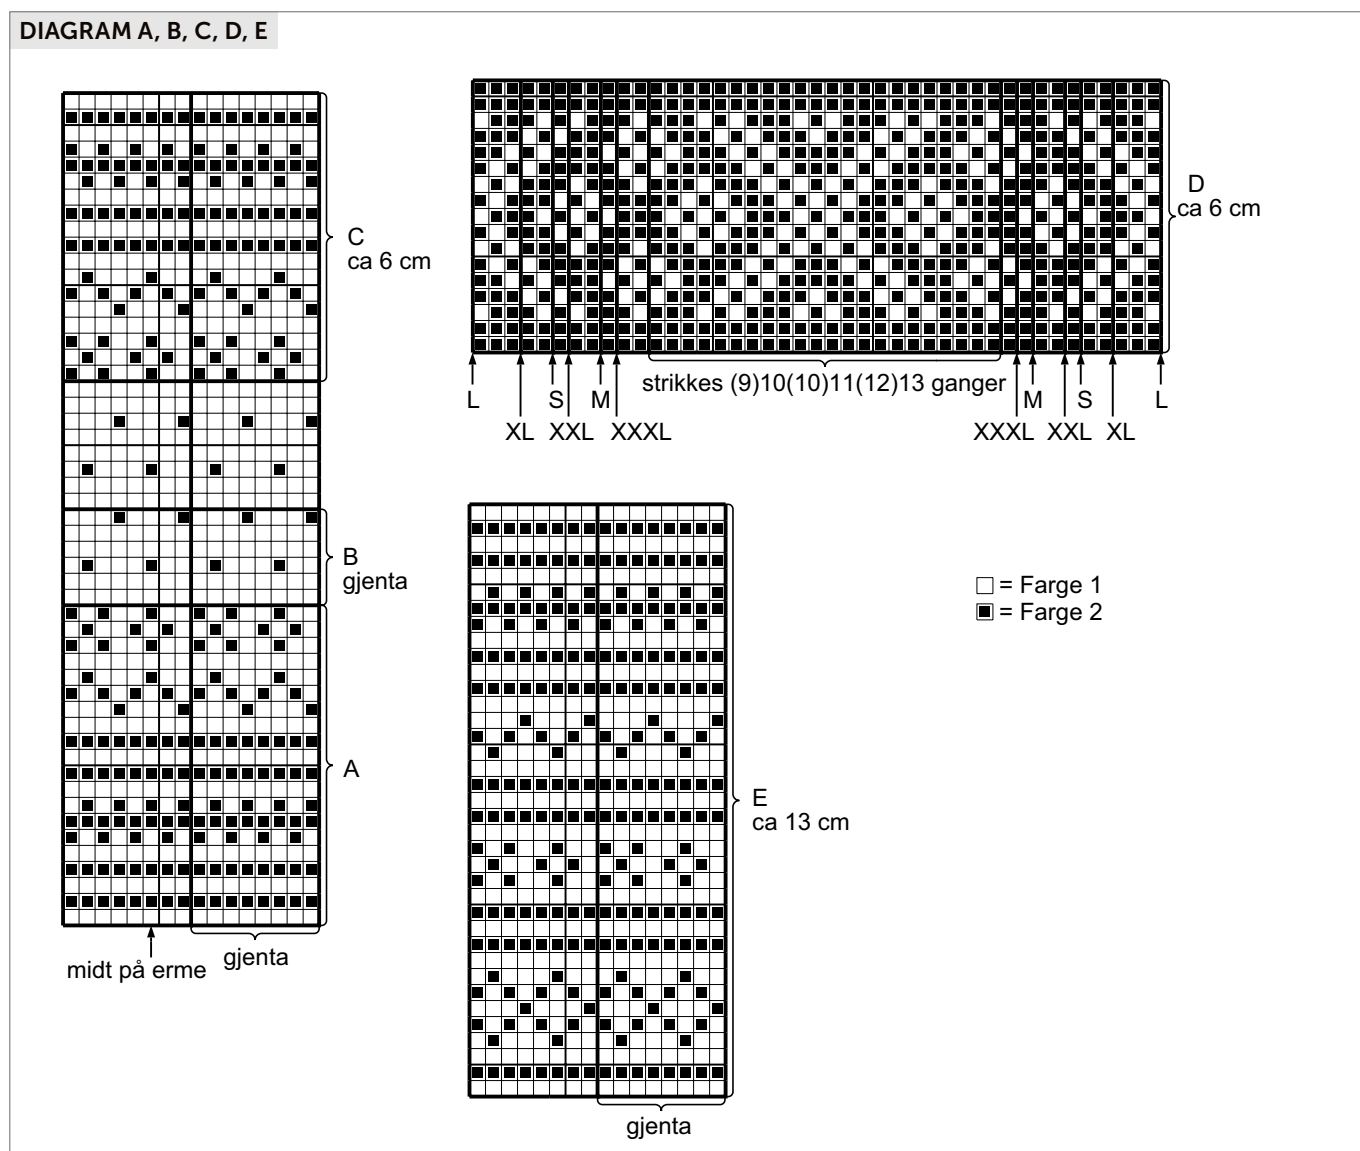 DIAGRAM A, B, C, D, E
C
ca 6 cm
B
gjenta
A
midt på erme
gjenta
D
ca 6 cm
strikkes (9)10(10)11(12)13 ganger
L
S
M
M
S
L
XL
XXL
XXXL
XXXL
XXL
XL
= Farge 1
= Farge 2
E
ca 13 cm
gjenta